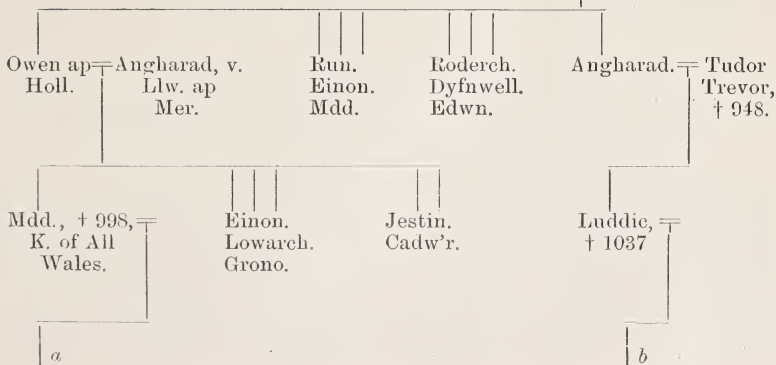 Owen ap Holl.
Angharad, v. Llw. ap Mer.
Run. Einon. Mdd.
Roderch. Dyfnwell. Edwn.
Angharad.
Tudor Trevor, † 948.
Mdd., † 998, K. of All Wales.
Einon. Lowarch. Grono.
Jestin. Cadw'r.
Luddic, † 1037
a
b